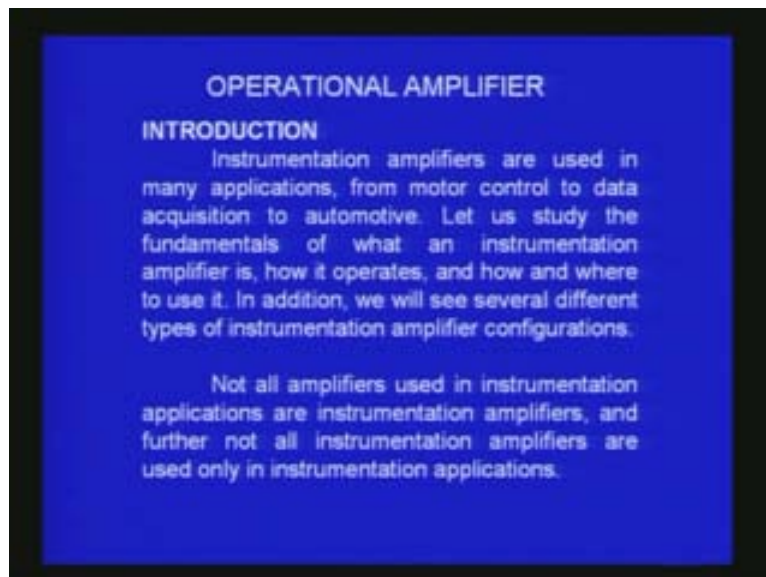 OPERATIONAL AMPLIFIER
INTRODUCTION
Instrumentation amplifiers are used in
many applications, from motor control to data
acquisition to automotive. Let us study the
fundamentals of what an instrumentation
amplifier is, how it operates, and how and where
to use it. In addition, we will see several different
types of instrumentation amplifier configurations.
Not all amplifiers used in instrumentation
applications are instrumentation amplifiers, and
further not all instrumentation amplifiers are
used only in instrumentation applications.